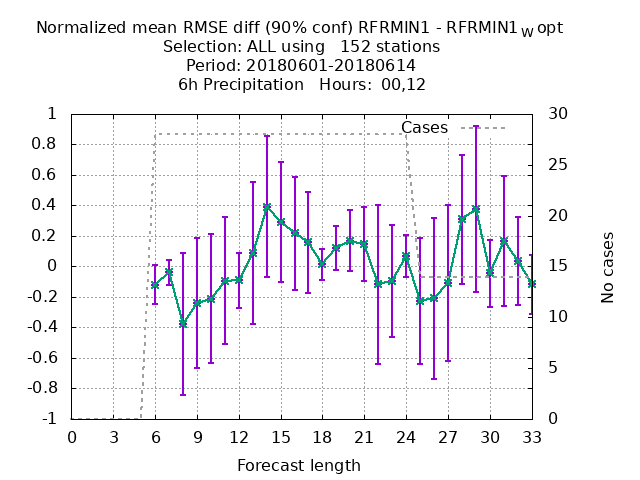 Normalized mean RMSE diff (90% conf) RFRMIN1 - RFRMIN1_W opt
Selection: ALL using   152 stations
Period: 20180601-20180614
6h Precipitation   Hours: 00,12
Cases
1
0.8
0.6
0.4
0.2
0
-0.2
-0.4
-0.6
-0.8
-1
30
25
20
15
10
5
0
No cases
0 3 6 9 12 15 18 21 24 27 30 33
Forecast length